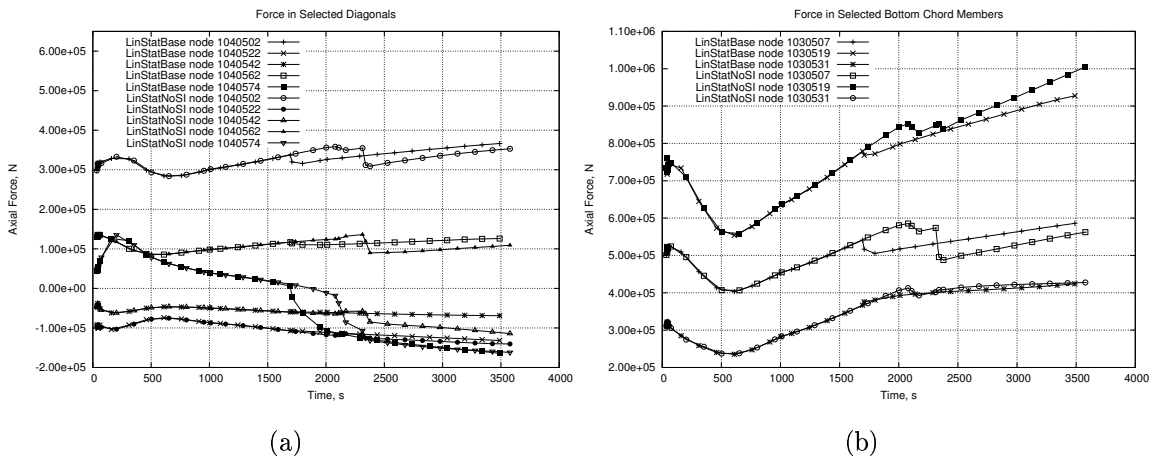 Force in Selected Diagonals
Axial Force, N
6.00e+05
5.00e+05
4.00e+05
3.00e+05
2.00e+05
1.00e+05
0.00e+00
-1.00e+05
-2.00e+05
LinStatBase node 1040502
LinStatBase node 1040522
LinStatBase node 1040542
LinStatBase node 1040562
LinStatBase node 1040574
LinStatNoSI node 1040502
LinStatNoSI node 1040522
LinStatNoSI node 1040542
LinStatNoSI node 1040562
LinStatNoSI node 1040574
0 500 1000 1500 2000 2500 3000 3500 4000
Time, s
(a)
Force in Selected Bottom Chord Members
Axial Force, N
1.10e+06
1.00e+06
9.00e+05
8.00e+05
7.00e+05
6.00e+05
5.00e+05
4.00e+05
3.00e+05
2.00e+05
LinStatBase node 1030507
LinStatBase node 1030519
LinStatBase node 1030531
LinStatNoSI node 1030507
LinStatNoSI node 1030519
LinStatNoSI node 1030531
0 500 1000 1500 2000 2500 3000 3500 4000
Time, s
(b)